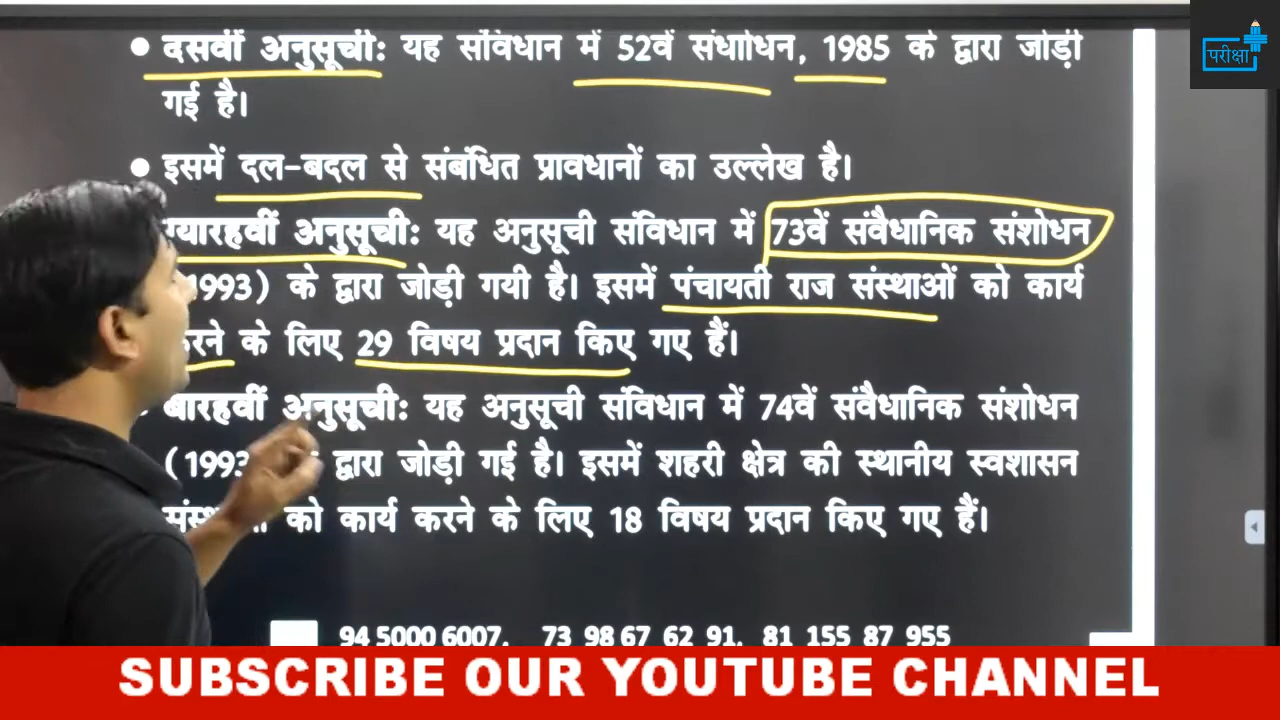 परीक्षा
• दसवीं अनुसूची: यह संविधान में 52वें संधाोधन, 1985 के द्वारा जोड़ी
गई है।
• इसमें दल-बदल से संबंधित प्रावधानों का उल्लेख है।
ग्यारहवीं अनुसूची: यह अनुसूची संविधान में 73वें संवैधानिक संशोधन
1993) के द्वारा जोड़ी गयी है। इसमें पंचायती राज संस्थाओं को कार्य
करने के लिए 29 विषय प्रदान किए गए हैं।
बारहवीं अनुसूची: यह अनुसूची संविधान में 74वें संवैधानिक संशोधन
(1993 द्वारा जोड़ी गई है। इसमें शहरी क्षेत्र की स्थानीय स्वशासन
को कार्य करने के लिए 18 विषय प्रदान किए गए हैं।
94 5000 6007, 73 98 67 62 91, 81 155 87 955
SUBSCRIBE OUR YOUTUBE CHANNEL